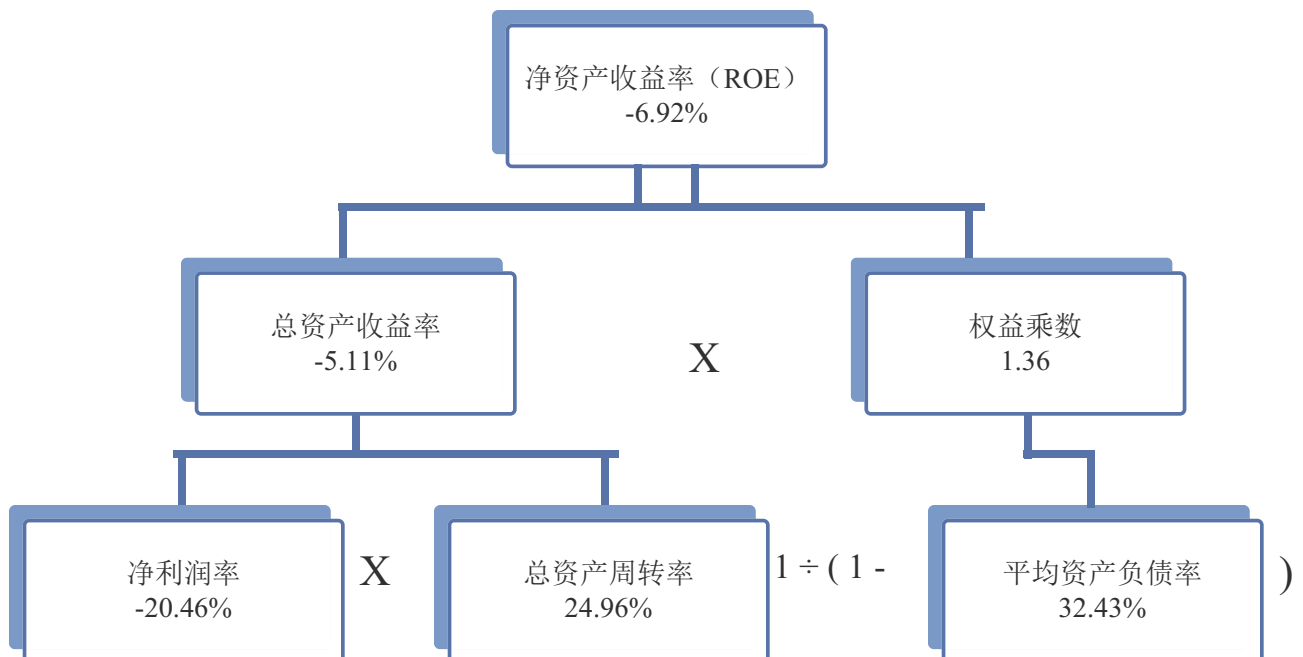 净资产收益率（ROE）
-6.92%
总资产收益率
-5.11%
X
权益乘数
1.36
净利润率
-20.46%
X
总资产周转率
24.96%
1 ÷ ( 1 -
平均资产负债率
32.43%
)